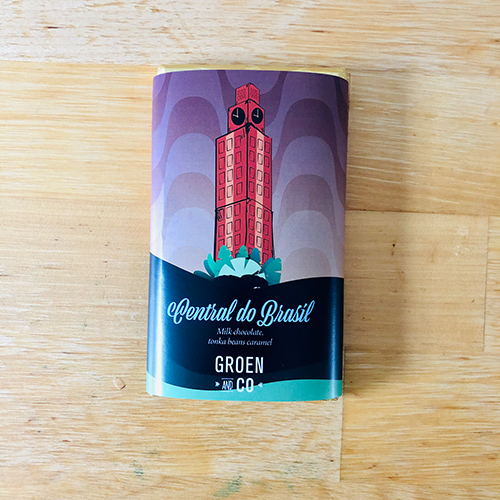 Central do Brasil
Milk chocolate,
tonka beans caramel
GROEN
AND CO